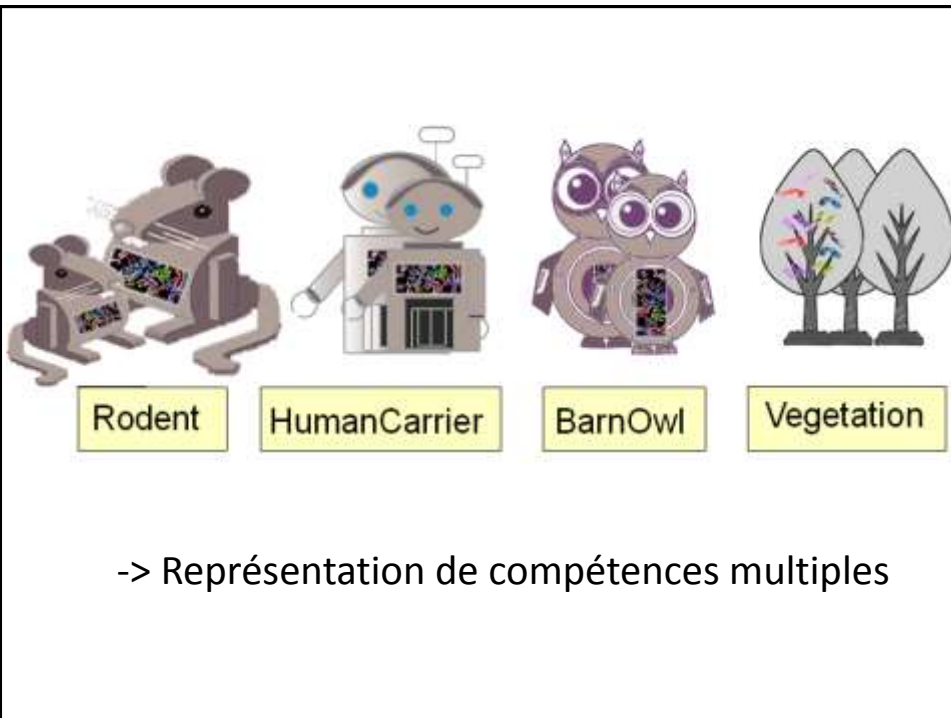 Rodent HumanCarrier BarnOwl Vegetation
-> Représentation de compétences multiples